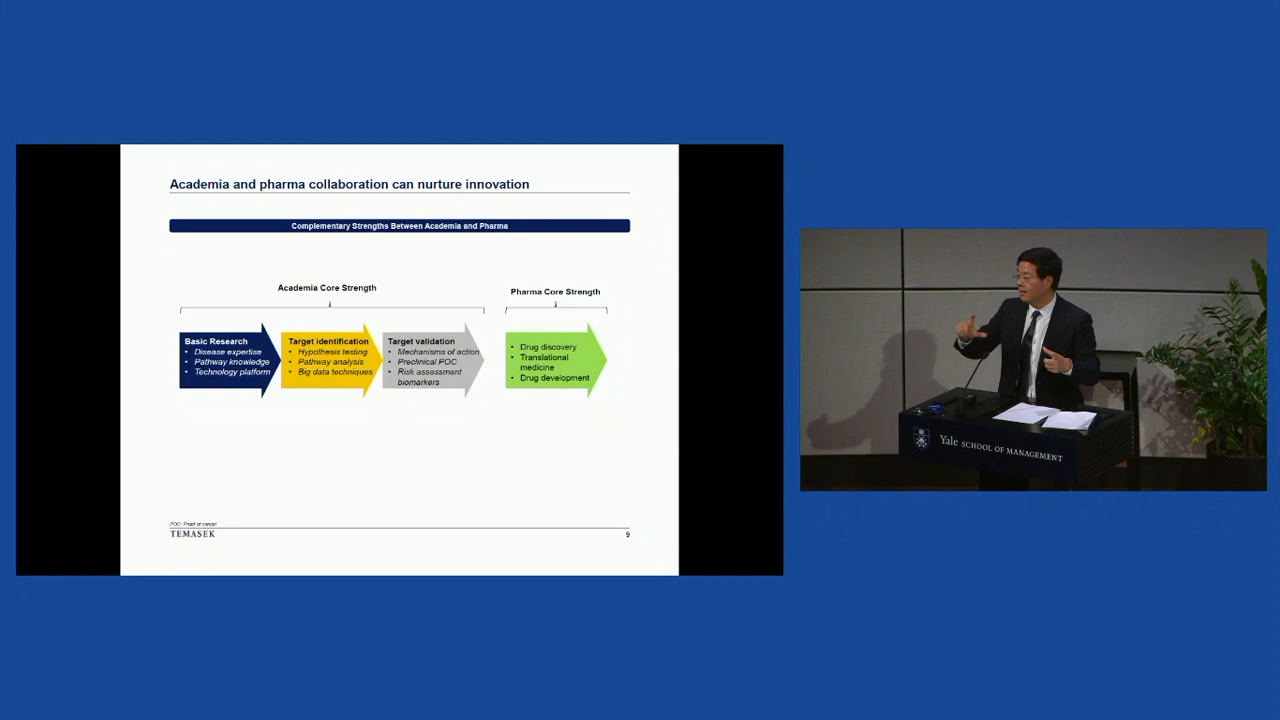 Academia and pharma collaboration can nurture innovation
Complementary Strengths Between Academia and Pharma
Academia Core Strength
Pharma Core Strength
Basic Research
• Disease expertise
• Pathway knowledge
• Technology platform
Target identification
• Hypothesis testing
• Pathway analysis
• Big data techniques
Target validation
• Mechanisms of action
• Preclinical POC
• Risk assessment
biomarkers
• Drug discovery
• Translational
medicine
• Drug development
POC: Proof of concept
TEMASEK
9
Yale SCHOOL OF MANAGEMENT